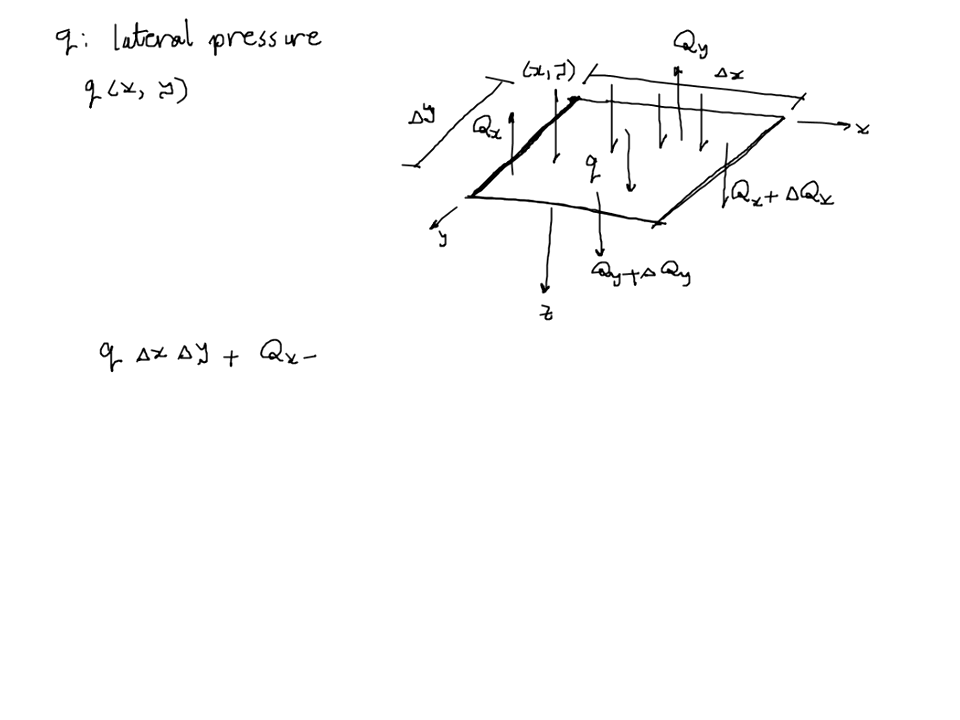 q: lateral pressure
q(x, y)
(x, y)
Qy
Δx
Δy
Qx
x
q
Qx + ΔQx
y
Qy + ΔQy
z
q Δx Δy + Qx -